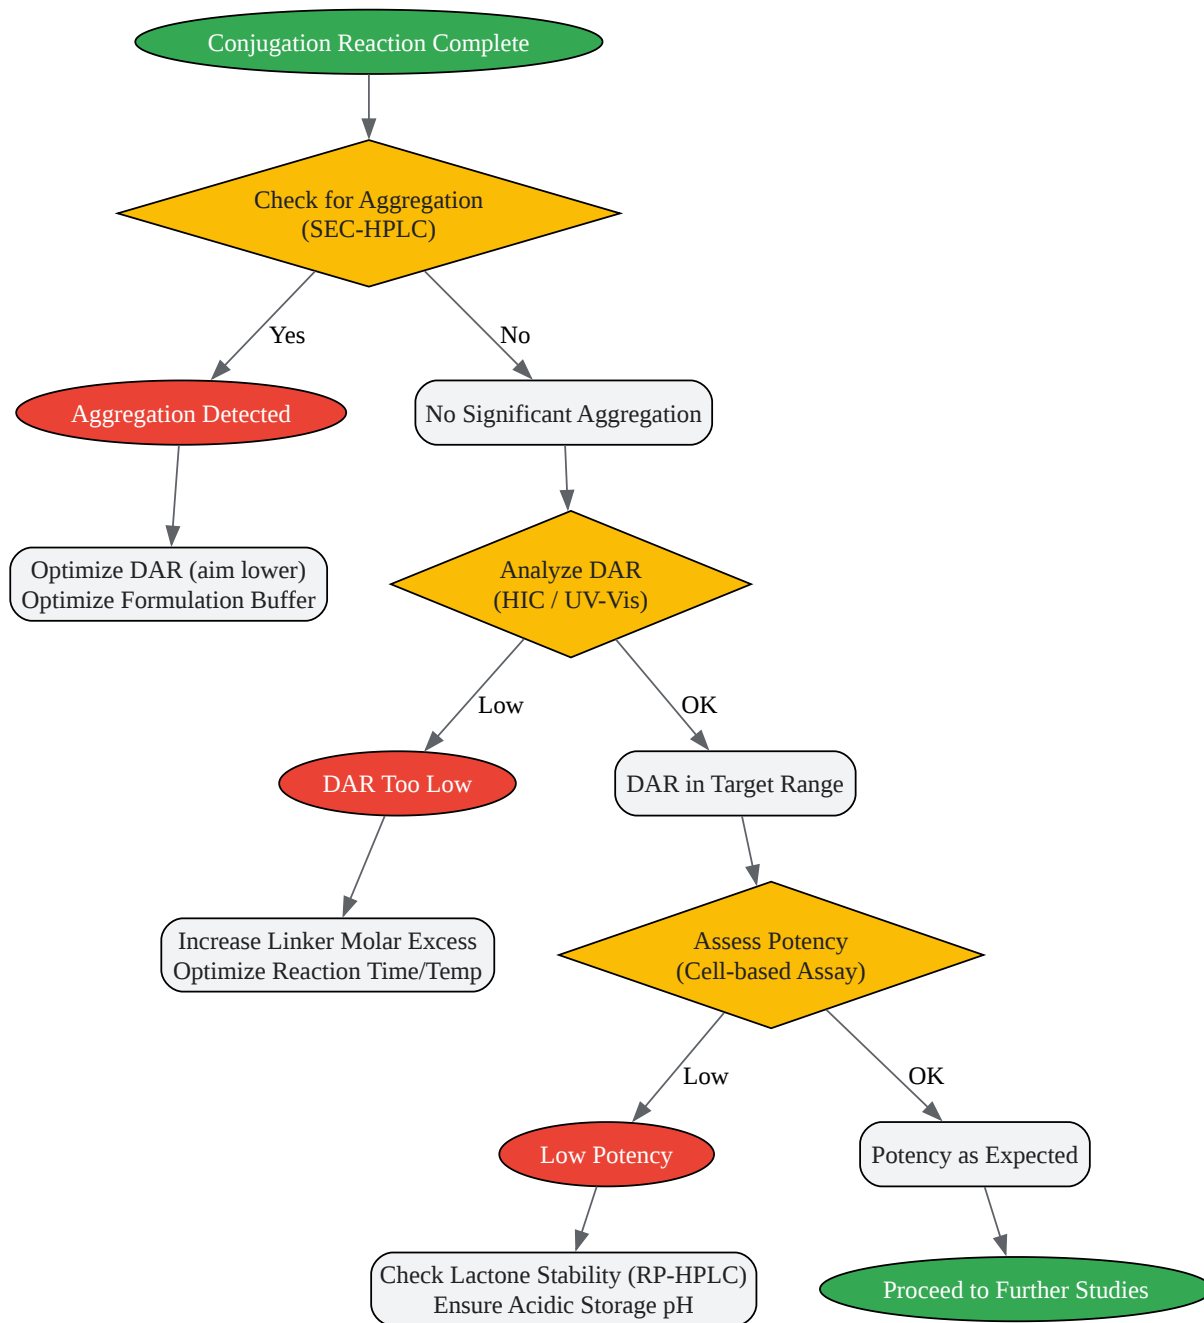 Conjugation Reaction Complete
Check for Aggregation
(SEC-HPLC)
Yes
No
Aggregation Detected
No Significant Aggregation
Optimize DAR (aim lower)
Optimize Formulation Buffer
Analyze DAR
(HIC / UV-Vis)
Low
OK
DAR Too Low
DAR in Target Range
Increase Linker Molar Excess
Optimize Reaction Time/Temp
Assess Potency
(Cell-based Assay)
Low
OK
Low Potency
Potency as Expected
Check Lactone Stability (RP-HPLC)
Ensure Acidic Storage pH
Proceed to Further Studies